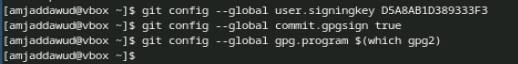 [amjaddawud@vbox ~]$ git config --global user.signingkey D5A8AB1D389333F3
[amjaddawud@vbox ~]$ git config --global commit.gpgsign true
[amjaddawud@vbox ~]$ git config --global gpg.program $(which gpg2)
[amjaddawud@vbox ~]$